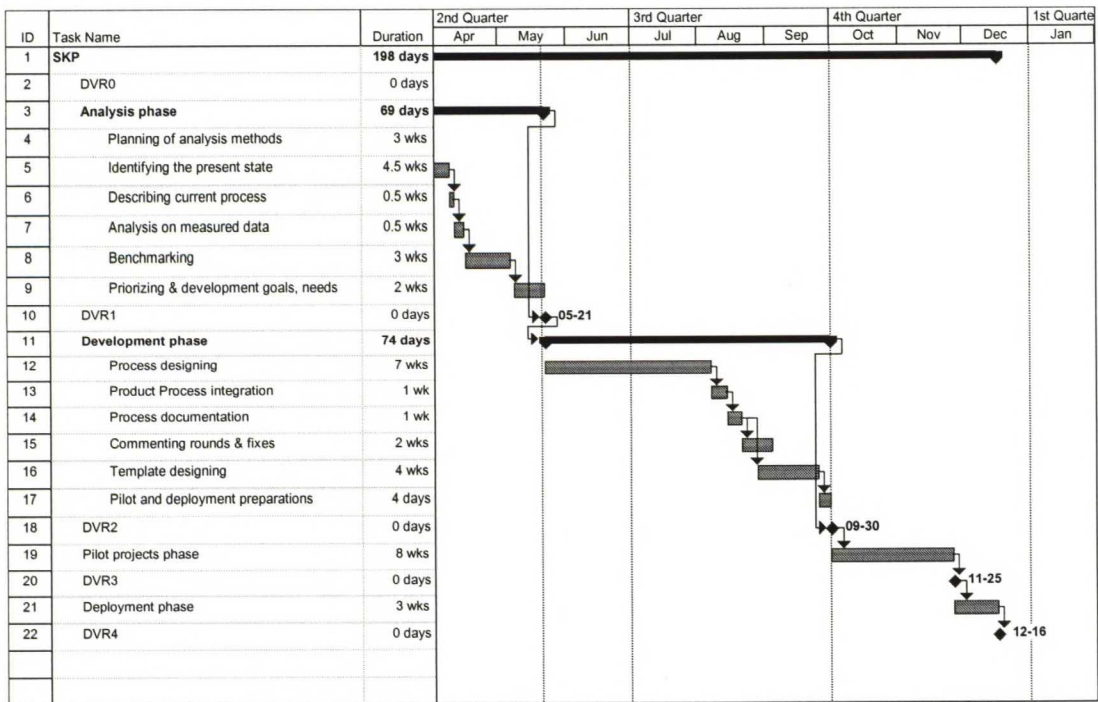 2nd Quarter 3rd Quarter 4th Quarter 1st Quarte
ID Task Name Duration Apr May Jun Jul Aug Sep Oct Nov Dec Jan
1 SKP 198 days
2 DVR0 0 days
3 Analysis phase 69 days
4 Planning of analysis methods 3 wks
5 Identifying the present state 4.5 wks
6 Describing current process 0.5 wks
7 Analysis on measured data 0.5 wks
8 Benchmarking 3 wks
9 Priorizing & development goals, needs 2 wks
10 DVR1 0 days 05-21
11 Development phase 74 days
12 Process designing 7 wks
13 Product Process integration 1 wk
14 Process documentation 1 wk
15 Commenting rounds & fixes 2 wks
16 Template designing 4 wks
17 Pilot and deployment preparations 4 days
18 DVR2 0 days 09-30
19 Pilot projects phase 8 wks
20 DVR3 0 days 11-25
21 Deployment phase 3 wks
22 DVR4 0 days 12-16